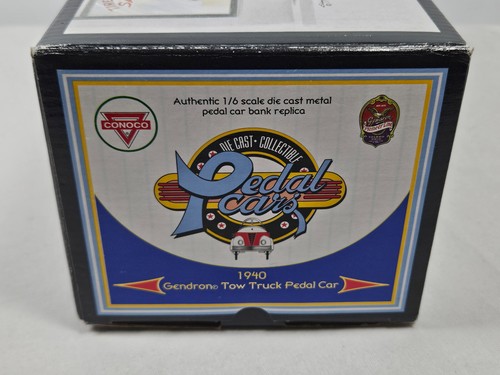 Authentic 1/6 scale die cast metal
pedal car bank replica
CONOCO
DIE CAST • COLLECTIBLE
Pedal
cars
1940
Gendron® Tow Truck Pedal Car